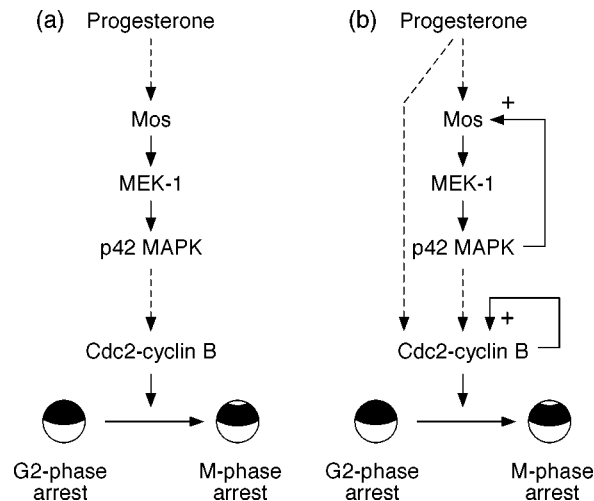 (a) Progesterone
Mos
MEK-1
p42 MAPK
Cdc2-cyclin B
G2-phase
arrest
M-phase
arrest
(b) Progesterone
+
Mos
MEK-1
p42 MAPK
+
Cdc2-cyclin B
G2-phase
arrest
M-phase
arrest